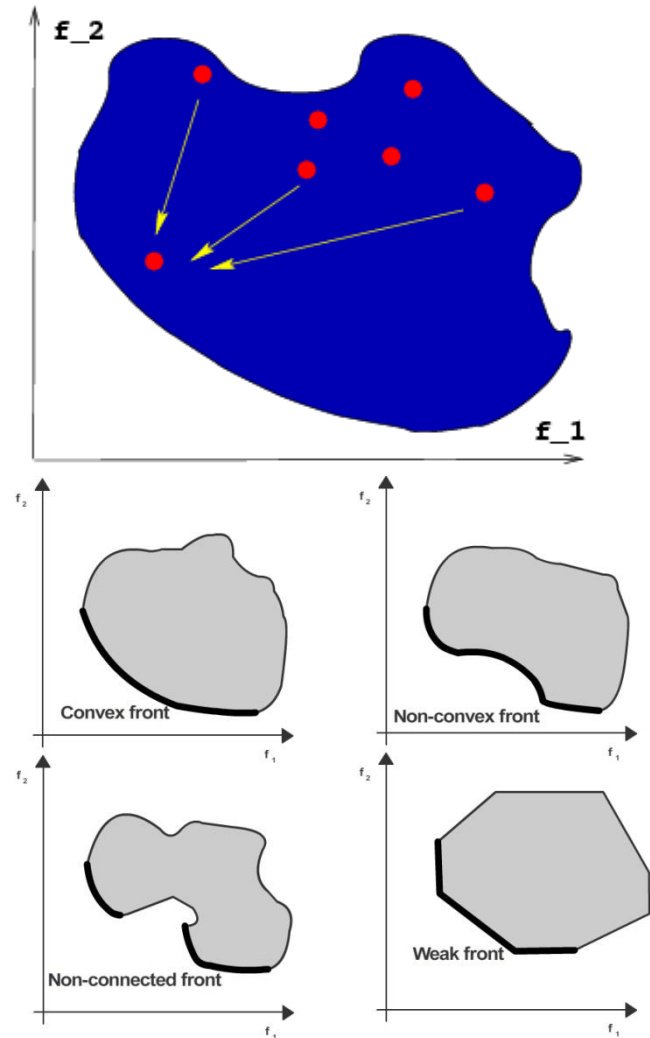 f_2
f_1
f₂
Convex front
f₁
f₂
Non-convex front
f₁
f₂
Non-connected front
f₁
f₂
Weak front
f₁